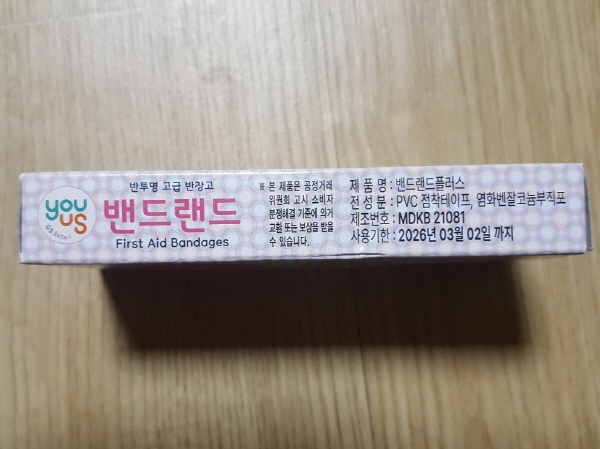 you
us
GS Retail
반투명 고급 반창고
밴드랜드
First Aid Bandages
※ 본 제품은 공정거래
위원회 고시 소비자
분쟁해결 기준에 의거
교환 또는 보상을 받을
수 있습니다.
제 품 명 : 밴드랜드플러스
전 성 분 : PVC 점착테이프, 염화벤잘코늄부직포
제조번호 : MDKB 21081
사용기한 : 2026년 03월 02일 까지